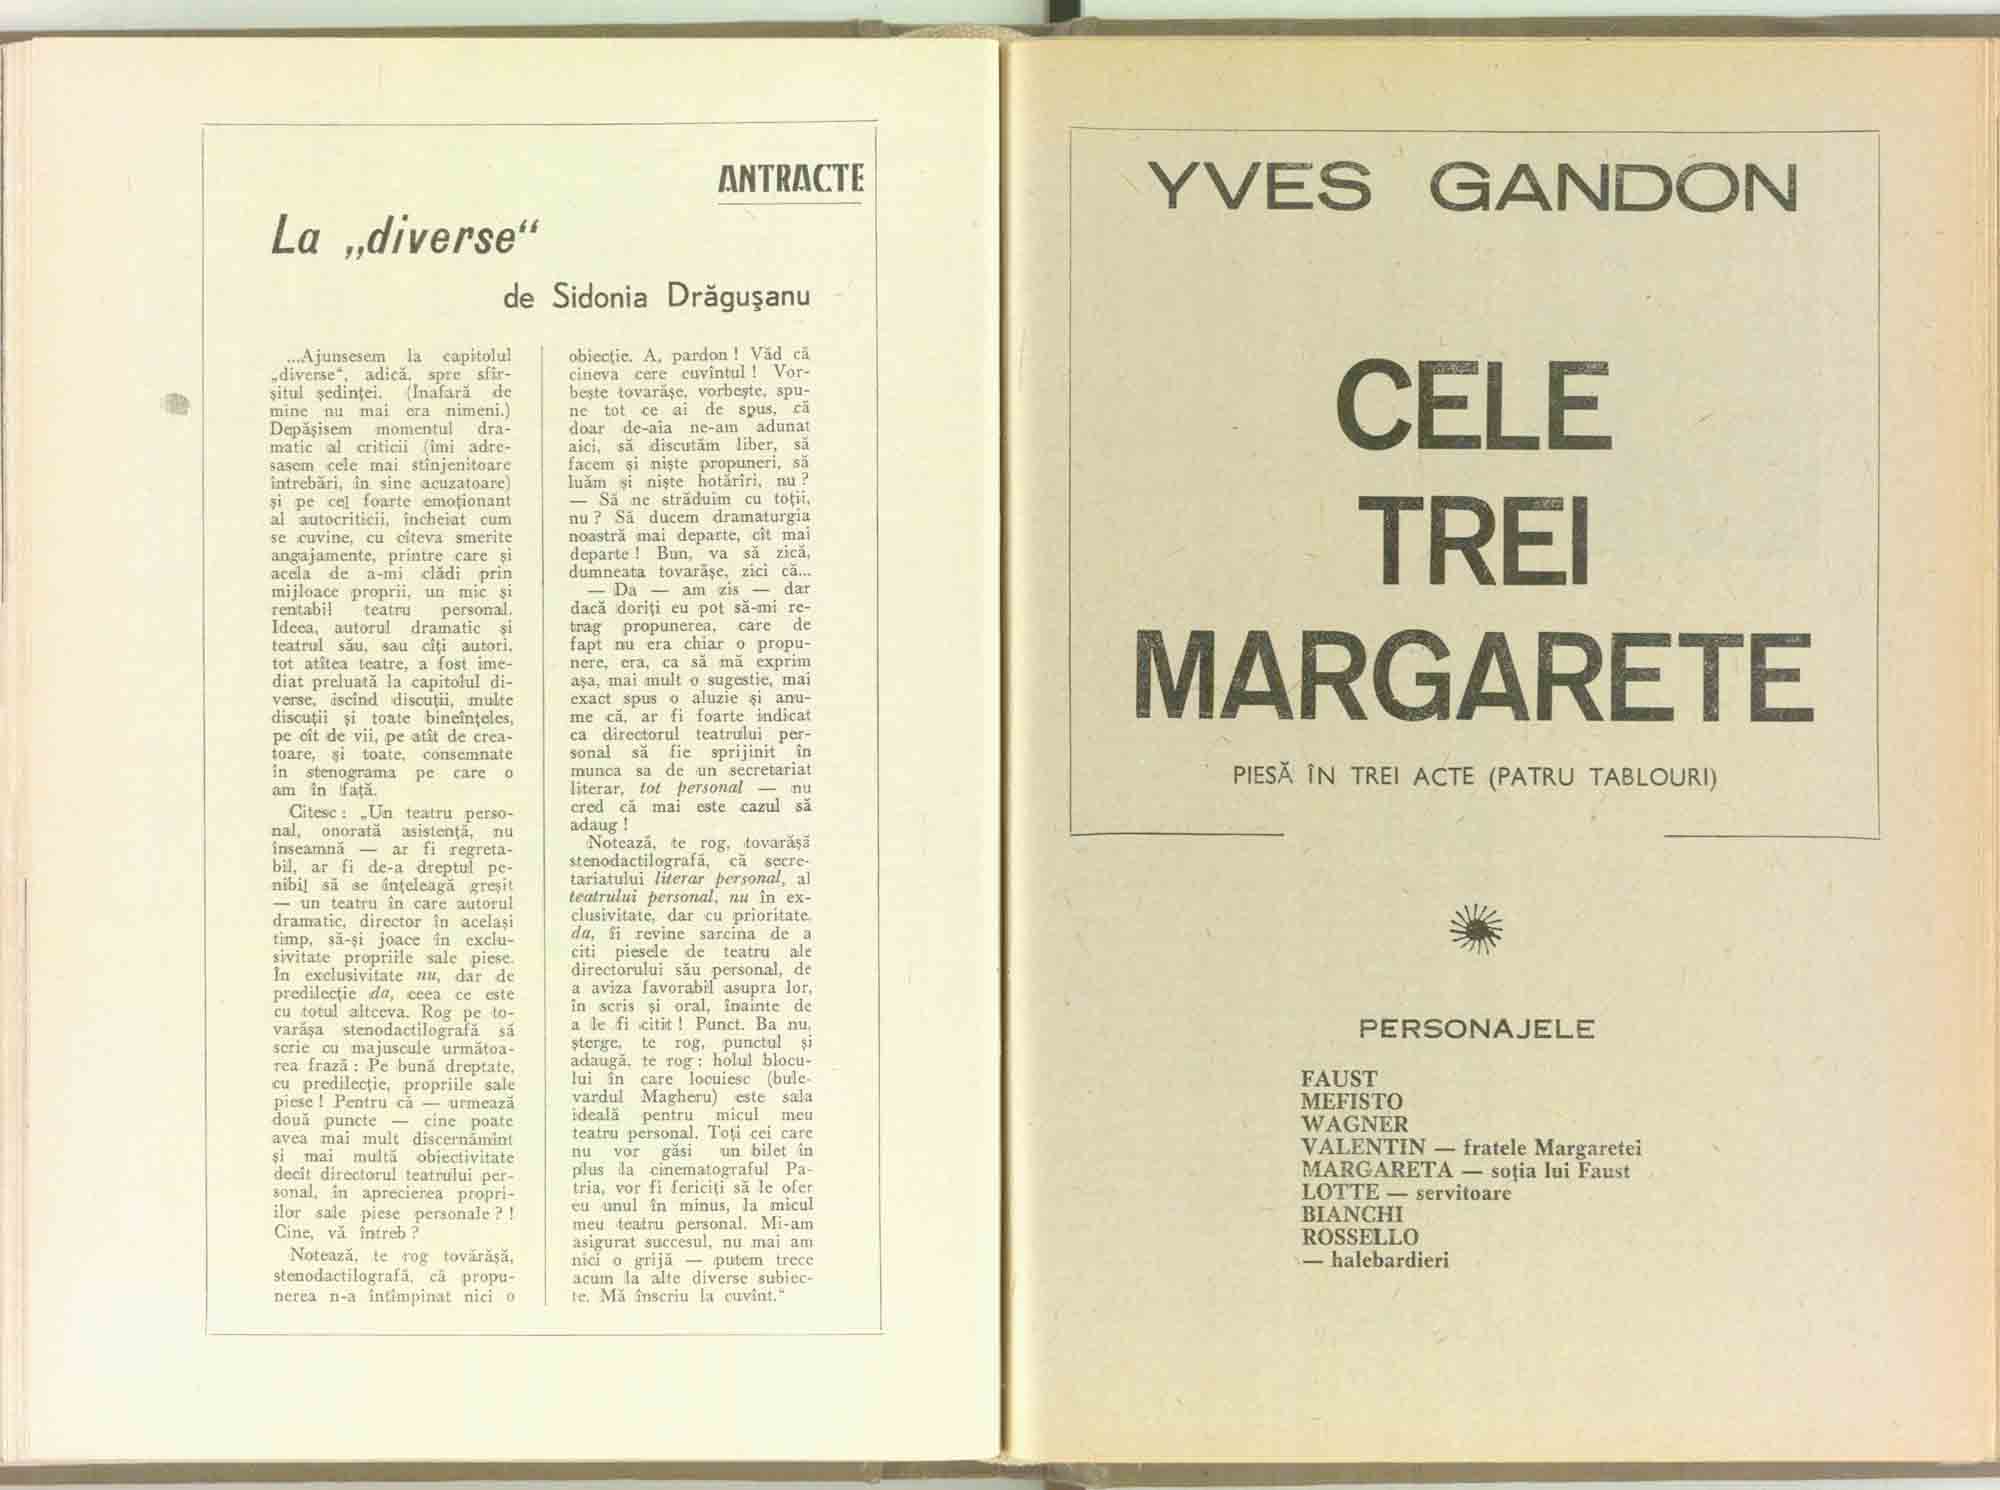 ANTRACTE
La „diverse“
de Sidonia Drăgușanu
...Ajunsesem la capitolul
„diverse“, adică, spre sfîr-
șitul ședinței. (Inafară de
mine nu mai era nimeni.)
Depășisem momentul dra-
matic al criticii (îmi adre-
sasem cele mai stînjenitoare
întrebări, în sine acuzatoare)
și pe cel foarte emoționant
al autocriticii, încheiat cum
se cuvine, cu cîteva smerite
angajamente, printre care și
acela de a-mi clădi prin
mijloace proprii, un mic și
rentabil teatru personal.
Ideea, autorul dramatic și
teatrul său, sau cîți autori,
tot atîtea teatre, a fost ime-
diat preluată la capitolul di-
verse, iscînd discuții, multe
discuții și toate bineînțeles,
pe cît de vii, pe atît de crea-
toare, și toate, consemnate
în stenograma pe care o
am în față.
Citesc : „Un teatru perso-
nal, onorată asistență, nu
înseamnă — ar fi regreta-
bil, ar fi de-a dreptul pe-
nibil să se înțeleagă greșit
— un teatru în care autorul
dramatic, director în același
timp, să-și joace în exclu-
sivitate propriile sale piese.
In exclusivitate nu, dar de
predilecție da, ceea ce este
cu totul altceva. Rog pe to-
varășa stenodactilografă să
scrie cu majuscule următoa-
rea frază : Pe bună dreptate,
cu predilecție, propriile sale
piese ! Pentru că — urmează
două puncte — cine poate
avea mai mult discernămînt
și mai multă obiectivitate
decît directorul teatrului per-
sonal, în aprecierea propri-
ilor sale piese personale ? !
Cine, vă întreb ?
Notează, te rog tovărășă,
stenodactilografă, că propu-
nerea n-a întîmpinat nici o
obiecție. A, pardon ! Văd că
cineva cere cuvîntul ! Vor-
bește tovarășe, vorbește, spu-
ne tot ce ai de spus, că
doar de-aia ne-am adunat
aici, să discutăm liber, să
facem și niște propuneri, să
luăm și niște hotărîri, nu ?
— Să ne străduim cu toții,
nu ? Să ducem dramaturgia
noastră mai departe, cît mai
departe ! Bun, va să zică,
dumneata tovarășe, zici că...
— Da — am zis — dar
dacă doriți eu pot să-mi re-
trag propunerea, care de
fapt nu era chiar o propu-
nere, era, ca să mă exprim
așa, mai mult o sugestie, mai
exact spus o aluzie și anu-
me că, ar fi foarte indicat
ca directorul teatrului per-
sonal să fie sprijinit în
munca sa de un secretariat
literar, tot personal — nu
cred că mai este cazul să
adaug !
Notează, te rog, tovarășă
stenodactilografă, că secre-
tariatului literar personal, al
teatrului personal, nu în ex-
clusivitate, dar cu prioritate,
da, îi revine sarcina de a
citi piesele de teatru ale
directorului său personal, de
a aviza favorabil asupra lor,
în scris și oral, înainte de
a le fi citit ! Punct. Ba nu,
șterge, te rog, punctul și
adaugă, te rog : holul blocu-
lui în care locuiesc (bule-
vardul Magheru) este sala
ideală pentru micul meu
teatru personal. Toți cei care
nu vor găsi un bilet în
plus la cinematograful Pa-
tria, vor fi fericiți să le ofer
eu unul în minus, la micul
meu teatru personal. Mi-am
asigurat succesul, nu mai am
nici o grijă — putem trece
acum la alte diverse subiec-
te. Mă înscriu la cuvînt.“
YVES GANDON
CELE
TREI
MARGARETE
PIESĂ ÎN TREI ACTE (PATRU TABLOURI)
PERSONAJELE
FAUST
MEFISTO
WAGNER
VALENTIN — fratele Margaretei
MARGARETA — soția lui Faust
LOTTE — servitoare
BIANCHI
ROSSELLO
— halebardieri